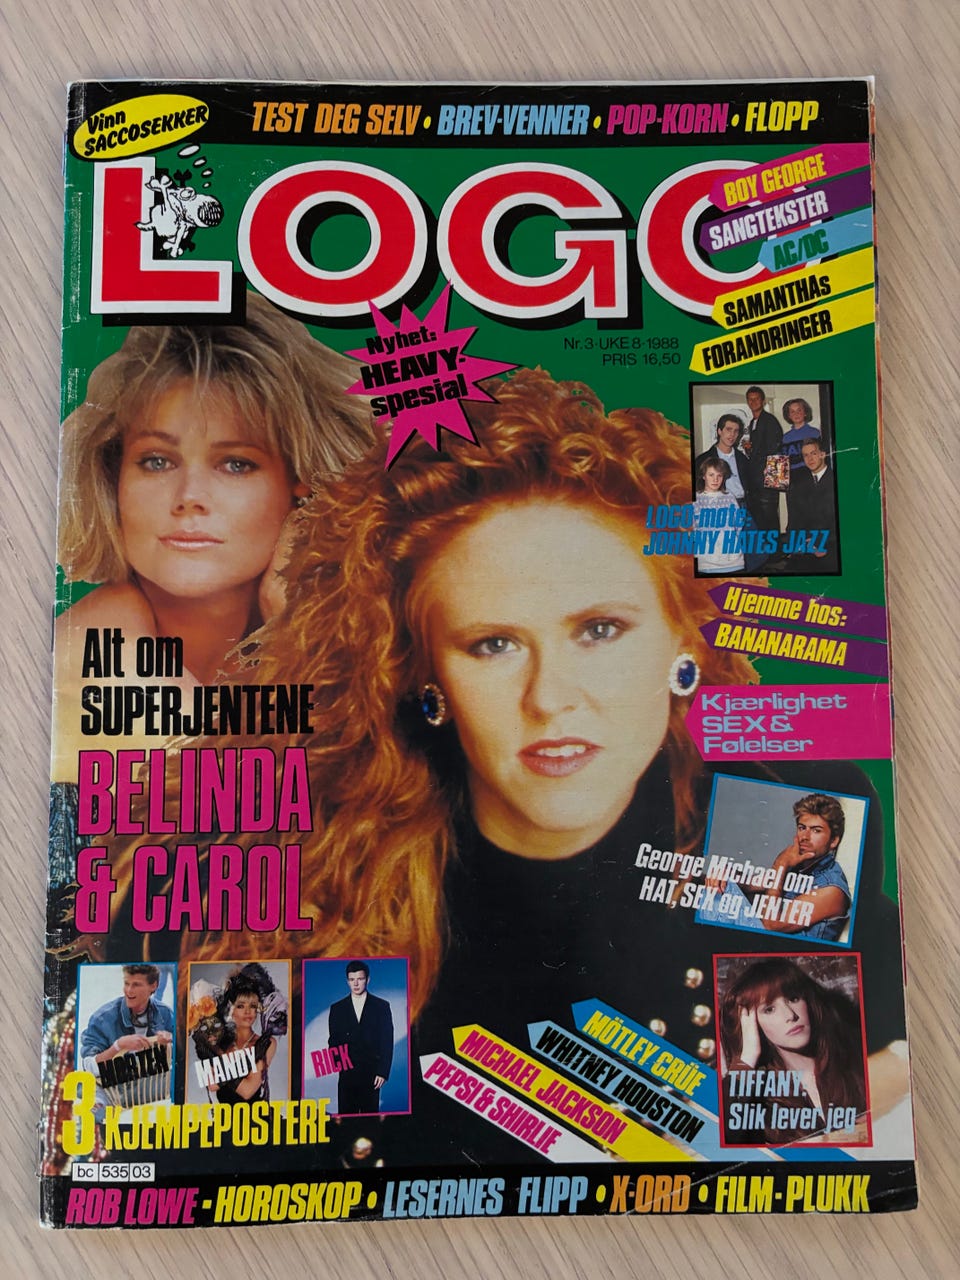 Vinn
SACCOSEKKER
TEST DEG SELV • BREV-VENNER • POP-KORN • FLOPP
LOGO
BOY GEORGE
SANGTEKSTER
AC/DC
SAMANTHAs
FORANDRINGER
Nyhet:
HEAVY-
spesial
Nr. 3 · UKE 8 · 1988
PRIS 16,50
LOGO-møte:
JOHNNY HATES JAZZ
Hjemme hos:
BANANARAMA
Kjærlighet
SEX &
Følelser
Alt om
SUPERJENTENE
BELINDA
& CAROL
George Michael om:
HAT, SEX og JENTER
MORTEN
MANDY
RICK
3 KJEMPEPOSTERE
MÖTLEY CRÜE
WHITNEY HOUSTON
MICHAEL JACKSON
PEPSI & SHIRLIE
TIFFANY:
Slik lever jeg
bc 535 03
ROB LOWE - HOROSKOP • LESERNES FLIPP • X-ORD • FILM-PLUKK